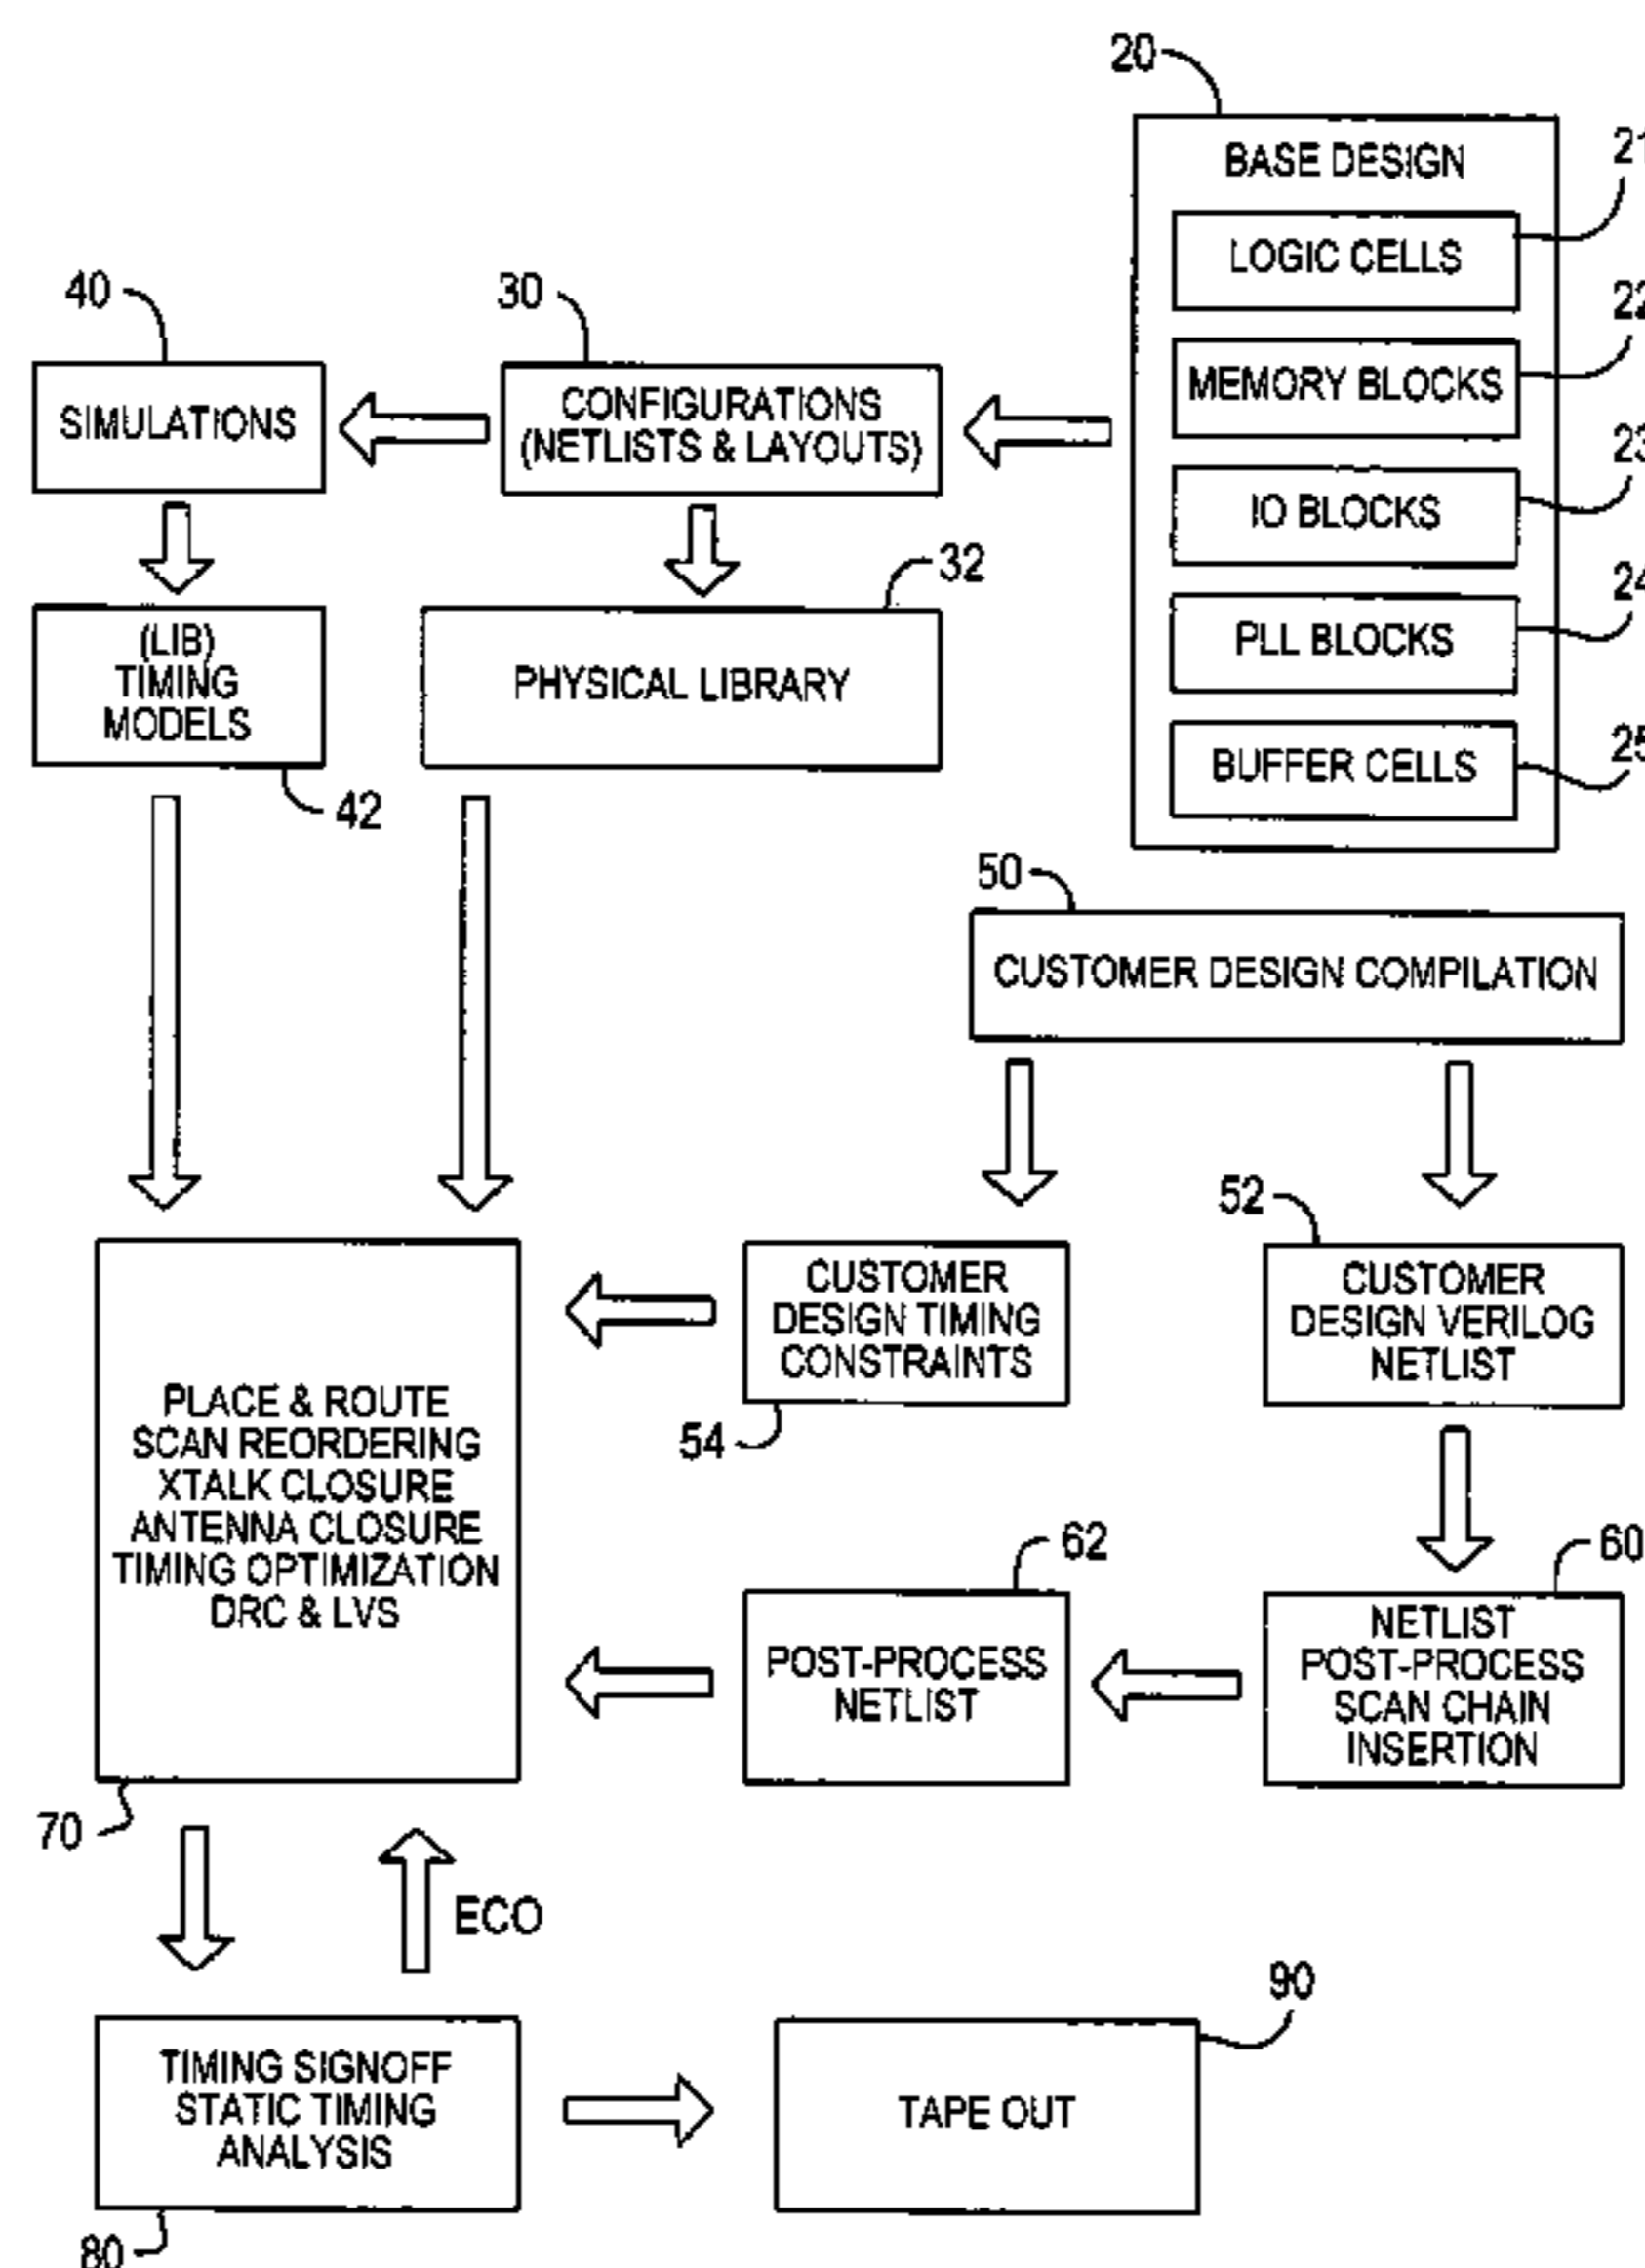 20
BASE DESIGN
21
LOGIC CELLS
22
MEMORY BLOCKS
23
IO BLOCKS
24
PLL BLOCKS
25
BUFFER CELLS
40
SIMULATIONS
30
CONFIGURATIONS
(NETLISTS & LAYOUTS)
32
(LIB)
TIMING
MODELS
42
PHYSICAL LIBRARY
50
CUSTOMER DESIGN COMPILATION
52
CUSTOMER
DESIGN TIMING
CONSTRAINTS
54
CUSTOMER
DESIGN VERILOG
NETLIST
PLACE & ROUTE
SCAN REORDERING
XTALK CLOSURE
ANTENNA CLOSURE
TIMING OPTIMIZATION
DRC & LVS
70
62
POST-PROCESS
NETLIST
60
NETLIST
POST-PROCESS
SCAN CHAIN
INSERTION
ECO
TIMING SIGNOFF
STATIC TIMING
ANALYSIS
80
90
TAPE OUT